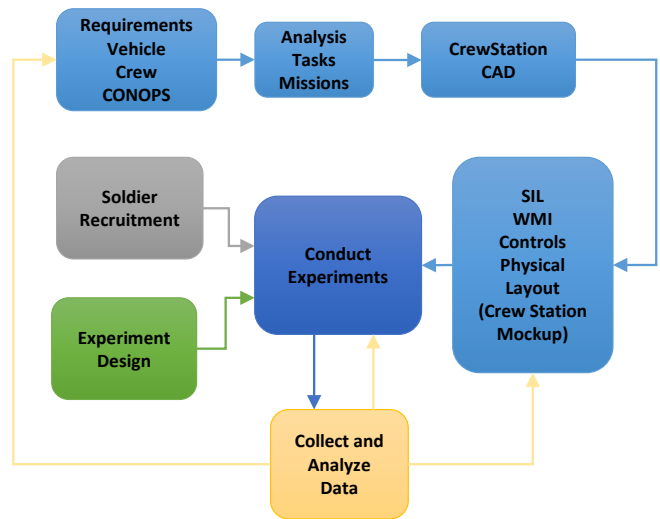 Requirements
Vehicle
Crew
CONOPS
Analysis
Tasks
Missions
CrewStation
CAD
Soldier
Recruitment
Conduct
Experiments
SIL
WMI
Controls
Physical
Layout
(Crew Station
Mockup)
Experiment
Design
Collect and
Analyze
Data